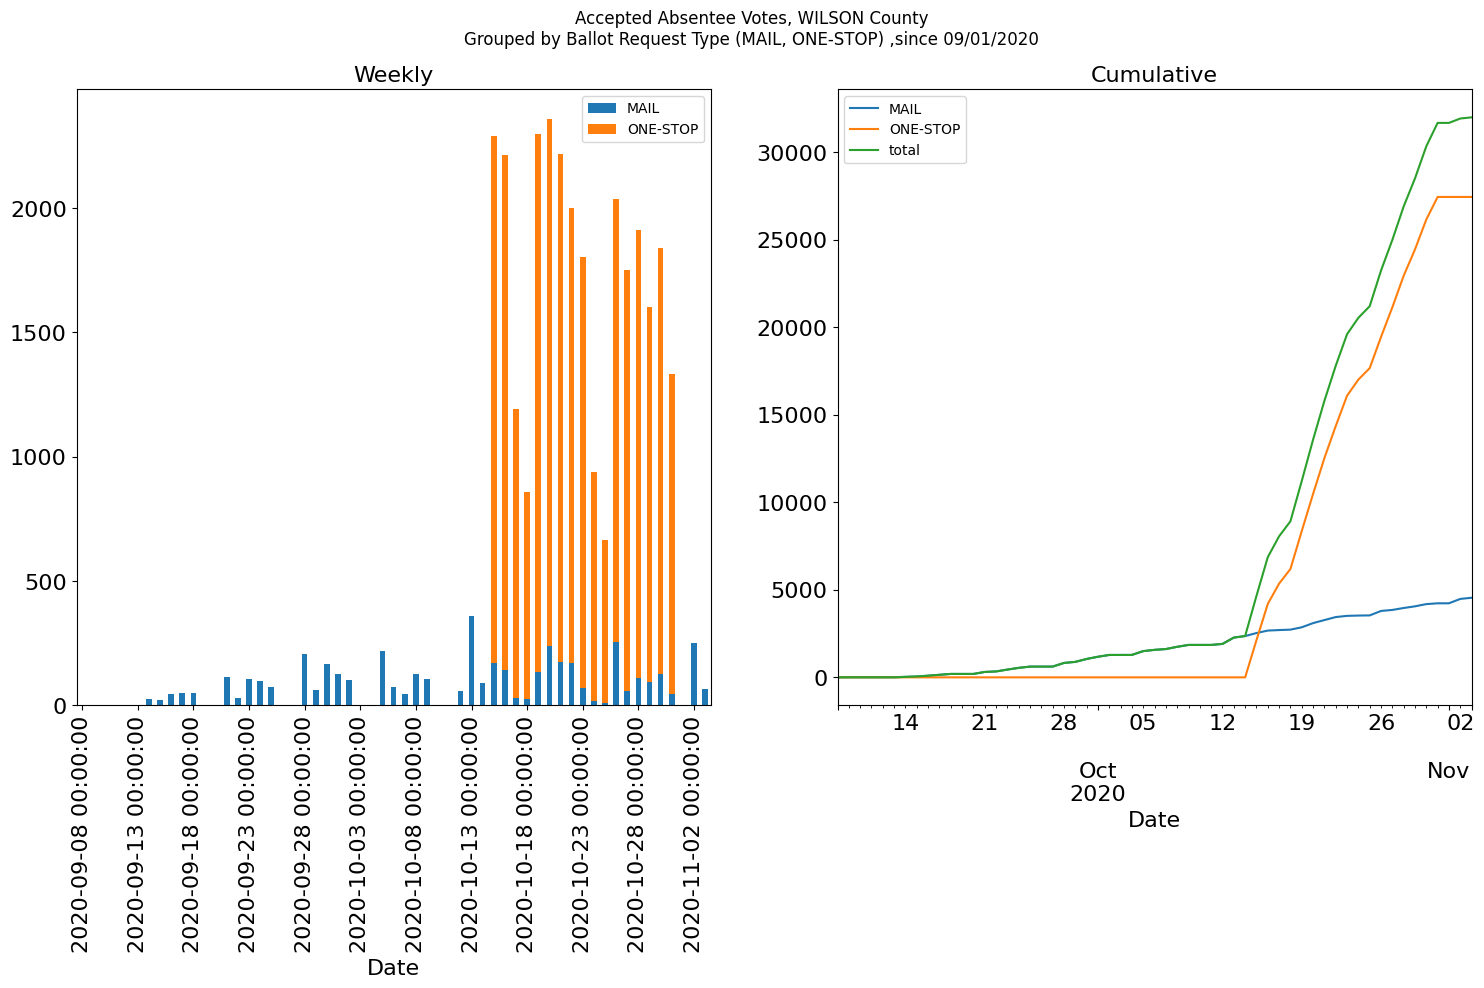 Accepted Absentee Votes, WILSON County
Grouped by Ballot Request Type (MAIL, ONE-STOP) ,since 09/01/2020
Weekly
MAIL
ONE-STOP
2000
1500
1000
500
0
2020-09-08 00:00:00
2020-09-13 00:00:00
2020-09-18 00:00:00
2020-09-23 00:00:00
2020-09-28 00:00:00
2020-10-03 00:00:00
2020-10-08 00:00:00
2020-10-13 00:00:00
2020-10-18 00:00:00
2020-10-23 00:00:00
2020-10-28 00:00:00
2020-11-02 00:00:00
Date
Cumulative
MAIL
ONE-STOP
total
30000
25000
20000
15000
10000
5000
0
14 21 28 05 12 19 26 02
Oct Nov
2020
Date